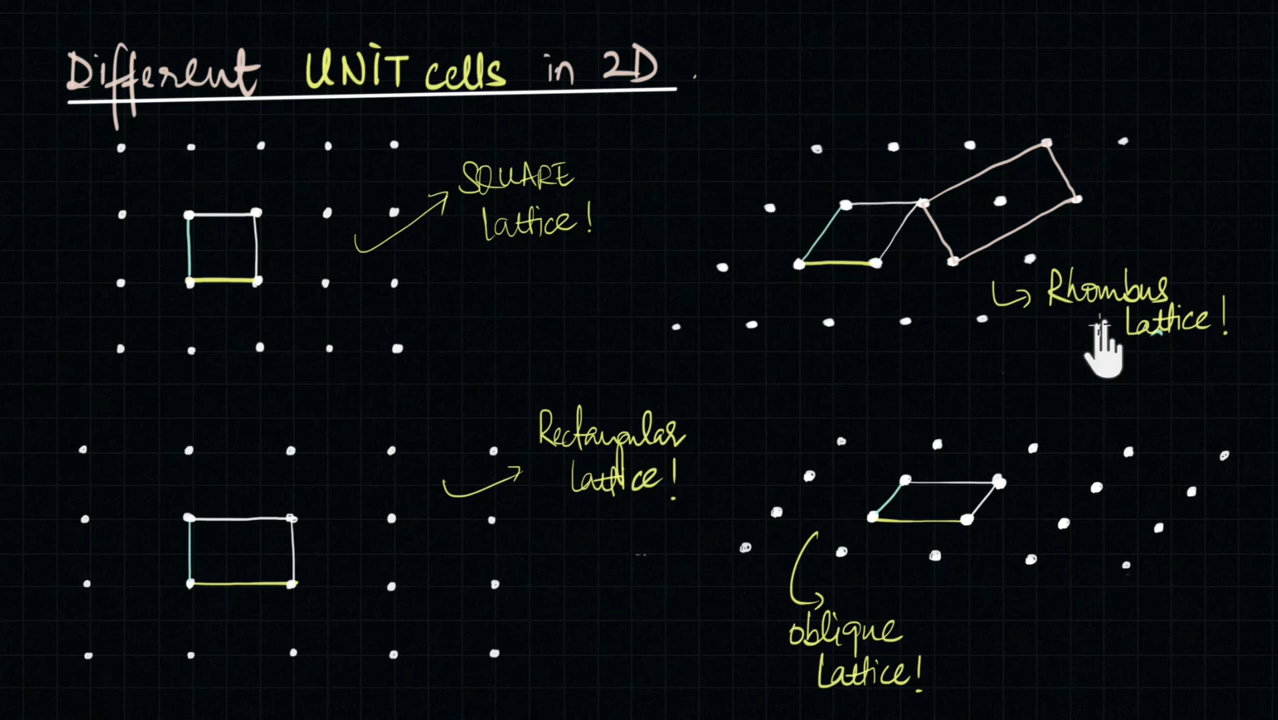 Different UNIT cells in 2D.
SQUARE
lattice!
Rhombus
Lattice!
Rectangular
Lattice!
oblique
Lattice!